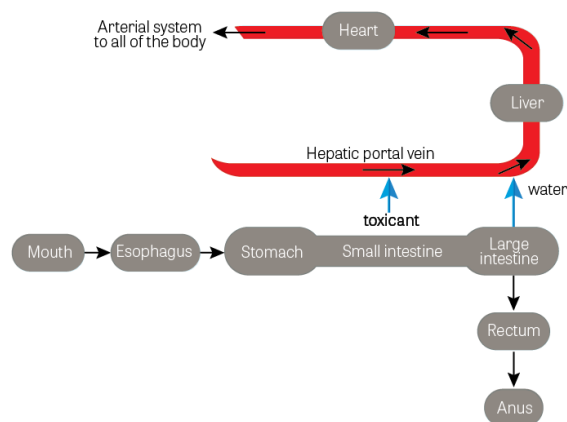 Arterial system
to all of the body
Heart
Liver
Hepatic portal vein
water
toxicant
Mouth
Esophagus
Stomach
Small intestine
Large
intestine
Rectum
Anus